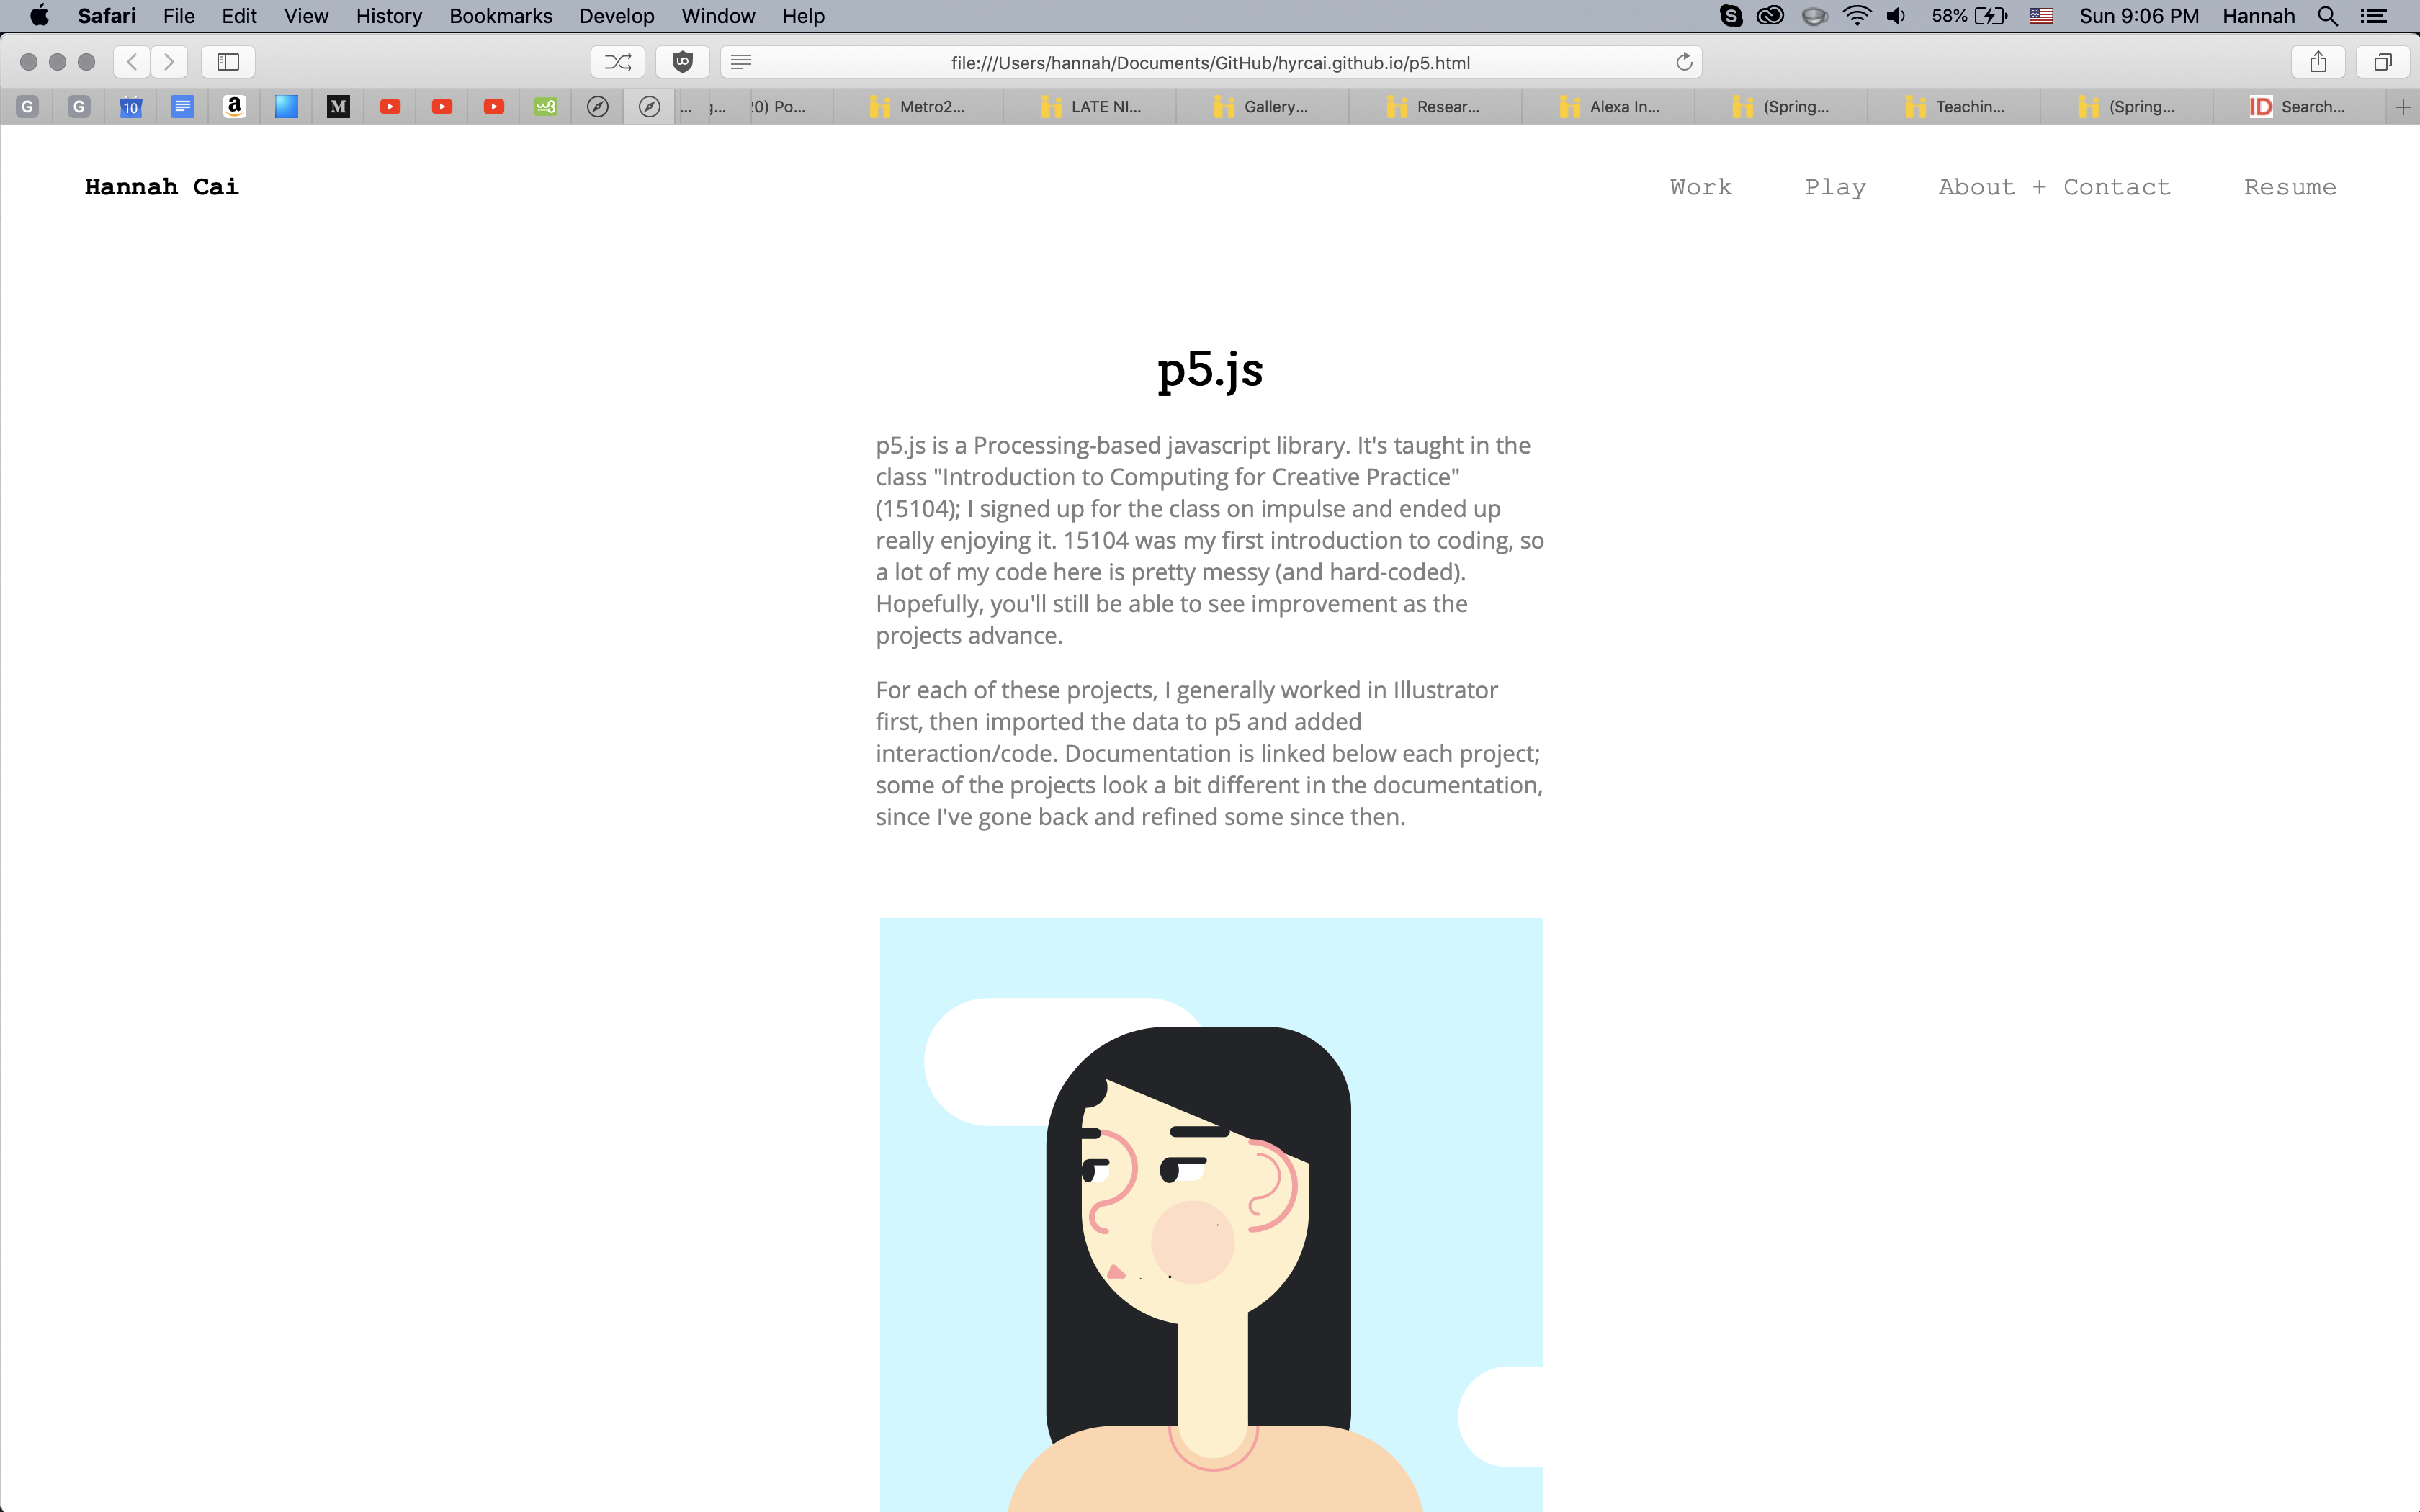 Safari File Edit View History Bookmarks Develop Window Help 58% Sun 9:06 PM Hannah
file:///Users/hannah/Documents/GitHub/hyrcai.github.io/p5.html
G G 10 a M w3 ... Po... Metro2... LATE NI... Gallery... Resear... Alexa In... (Spring... Teachin... (Spring... ID Search...
Hannah Cai Work Play About + Contact Resume
p5.js
p5.js is a Processing-based javascript library. It's taught in the
class "Introduction to Computing for Creative Practice"
(15104); I signed up for the class on impulse and ended up
really enjoying it. 15104 was my first introduction to coding, so
a lot of my code here is pretty messy (and hard-coded).
Hopefully, you'll still be able to see improvement as the
projects advance.
For each of these projects, I generally worked in Illustrator
first, then imported the data to p5 and added
interaction/code. Documentation is linked below each project;
some of the projects look a bit different in the documentation,
since I've gone back and refined some since then.